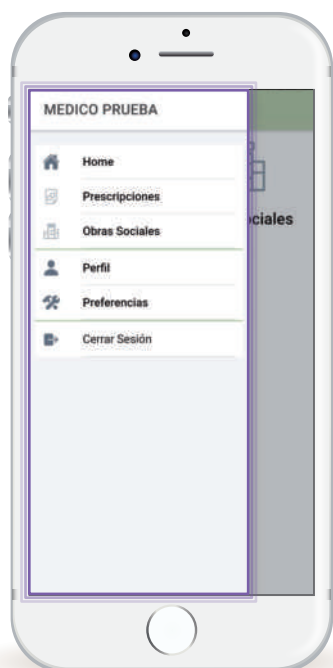 MEDICO PRUEBA
Home
Prescripciones
Obras Sociales
ciales
Perfil
Preferencias
Cerrar Sesión